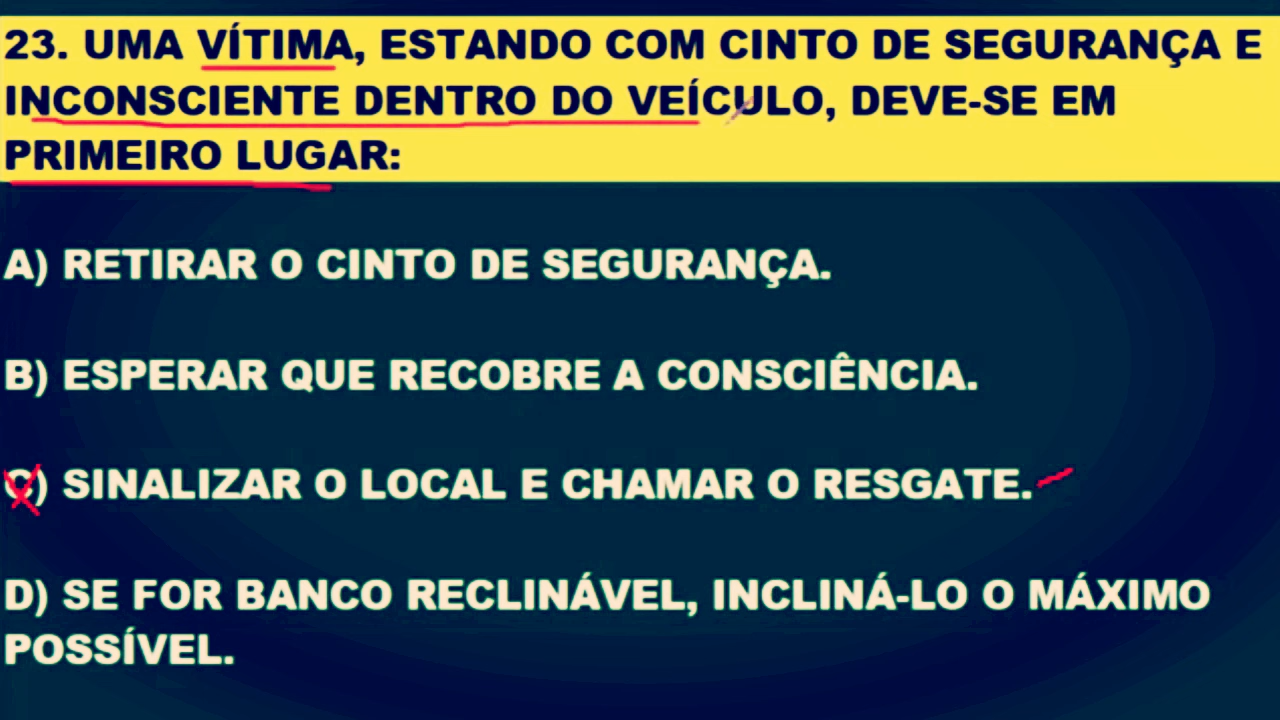 23. UMA VÍTIMA, ESTANDO COM CINTO DE SEGURANÇA E
INCONSCIENTE DENTRO DO VEÍCULO, DEVE-SE EM
PRIMEIRO LUGAR:
A) RETIRAR O CINTO DE SEGURANÇA.
B) ESPERAR QUE RECOBRE A CONSCIÊNCIA.
C) SINALIZAR O LOCAL E CHAMAR O RESGATE.
D) SE FOR BANCO RECLINÁVEL, INCLINÁ-LO O MÁXIMO
POSSÍVEL.